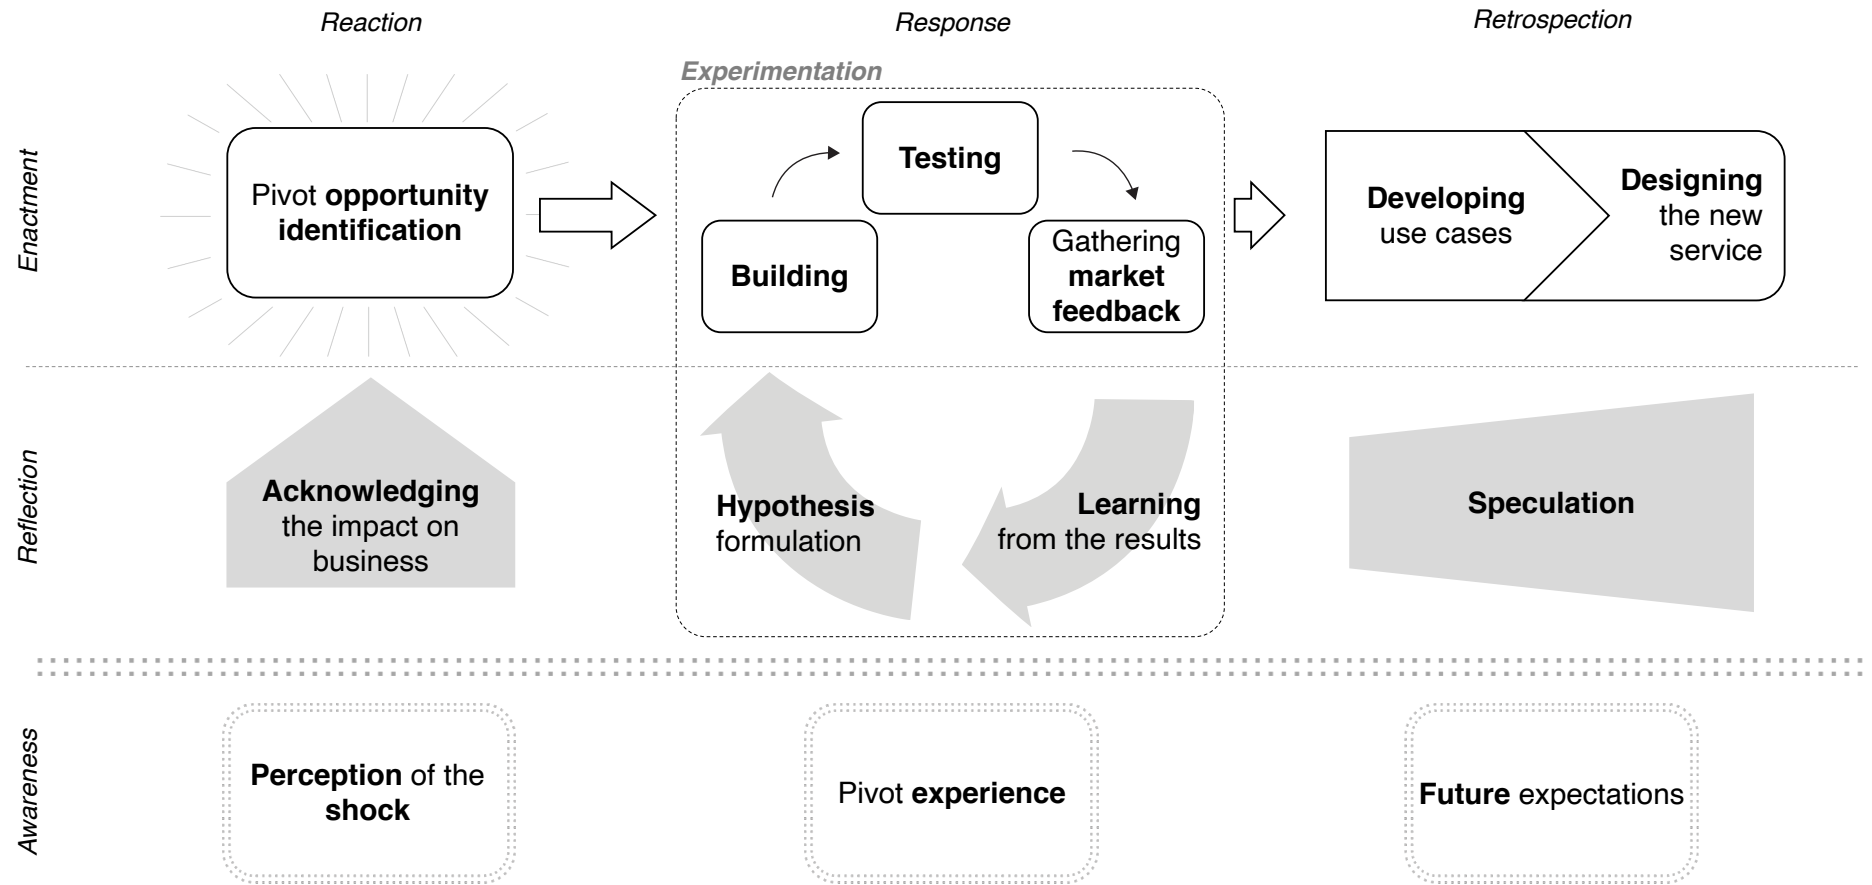 Reaction
Response
Retrospection
Enactment
Experimentation
Pivot opportunity
identification
Building
Testing
Gathering
market
feedback
Developing
use cases
Designing
the new
service
Reflection
Acknowledging
the impact on
business
Hypothesis
formulation
Learning
from the results
Speculation
Awareness
Perception of the
shock
Pivot experience
Future expectations